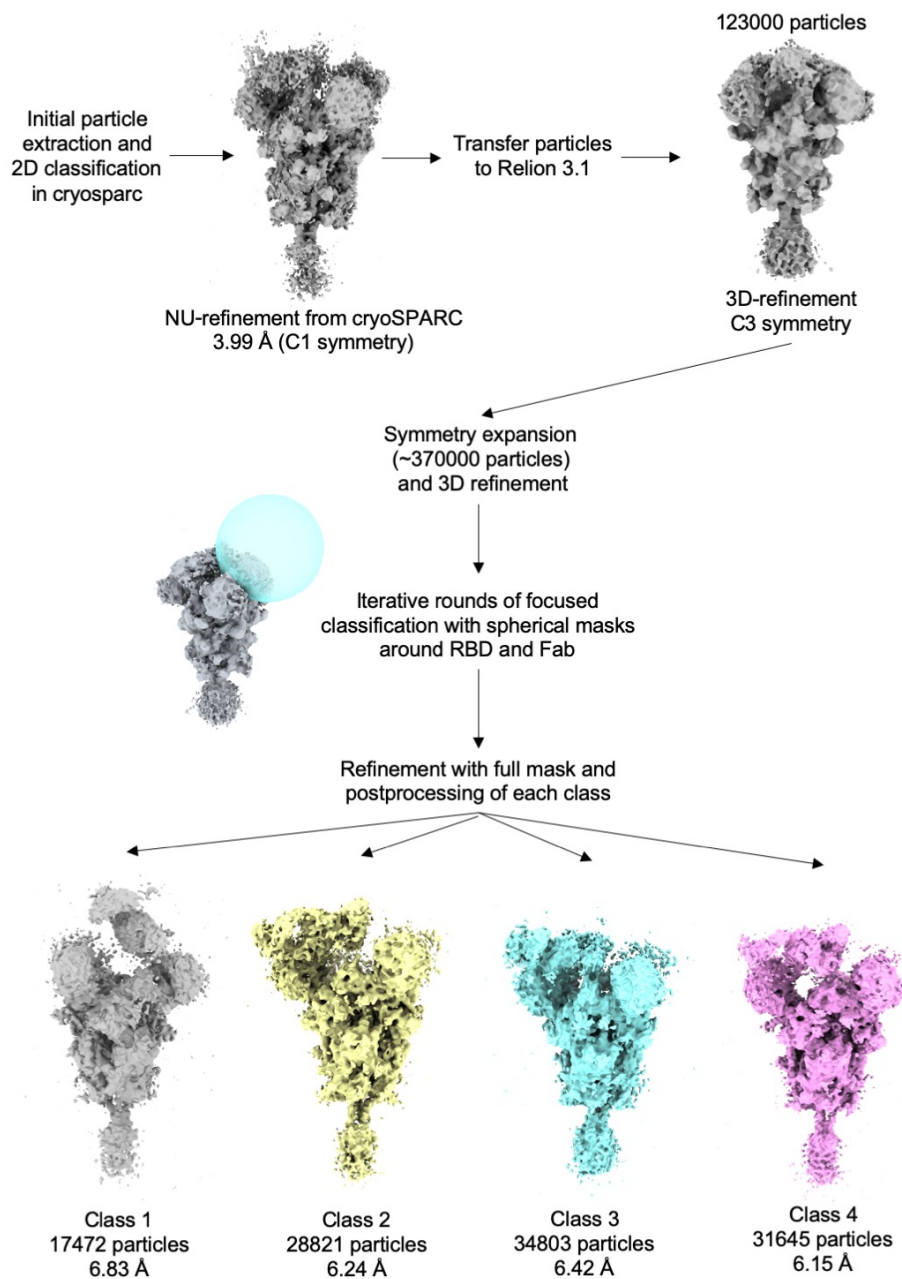 123000 particles
Initial particle
extraction and
2D classification
in cryosparc
Transfer particles
to Relion 3.1
NU-refinement from cryoSPARC
3.99 Å (C1 symmetry)
3D-refinement
C3 symmetry
Symmetry expansion
(~370000 particles)
and 3D refinement
Iterative rounds of focused
classification with spherical masks
around RBD and Fab
Refinement with full mask and
postprocessing of each class
Class 1
17472 particles
6.83 Å
Class 2
28821 particles
6.24 Å
Class 3
34803 particles
6.42 Å
Class 4
31645 particles
6.15 Å